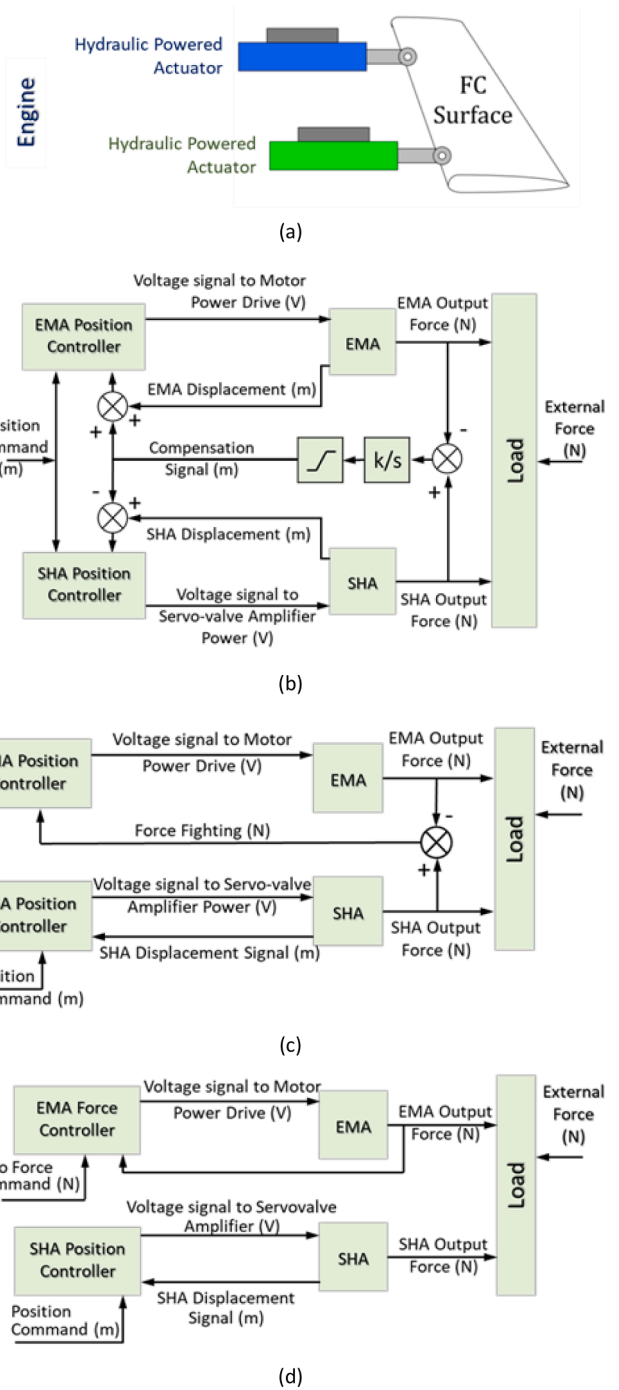 Hydraulic Powered
Actuator
Engine
FC
Surface
Hydraulic Powered
Actuator
(a)
Voltage signal to Motor
Power Drive (V)
EMA Output
Force (N)
EMA Position
Controller
EMA
EMA Displacement (m)
+
+
-
External
Force
(N)
osition
mmand
(m)
Compensation
Signal (m)
k/s
Load
-
+
+
SHA Displacement (m)
SHA Position
Controller
SHA
Voltage signal to
Servo-valve Amplifier
Power (V)
SHA Output
Force (N)
(b)
Voltage signal to Motor
Power Drive (V)
EMA Output
Force (N)
External
Force
(N)
MA Position
ontroller
EMA
-
Force Fighting (N)
Load
+
Voltage signal to Servo-valve
Amplifier Power (V)
A Position
ontroller
SHA
SHA Displacement Signal (m)
SHA Output
Force (N)
ition
mmand (m)
(c)
Voltage signal to Motor
Power Drive (V)
EMA Force
Controller
EMA
EMA Output
Force (N)
External
Force
(N)
o Force
mmand (N)
Load
Voltage signal to Servovalve
Amplifier (V)
SHA Position
Controller
SHA
SHA Output
Force (N)
SHA Displacement
Signal (m)
Position
Command (m)
(d)